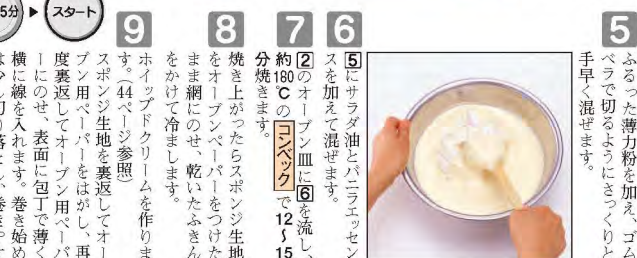 5
ふるった薄力粉を加え、ゴム
ベラで切るようにさっくりと
手早く混ぜます。
6
5にサラダ油とバニラエッセン
スを加えて混ぜます。
7
2のオーブン皿に6を流し、
約180℃のコンベックで12〜15
分焼きます。
8
焼き上がったらスポンジ生地
をオーブンペーパーをつけた
まま網にのせ、乾いたふきん
をかけて冷まします。
9
ホイップドクリームを作りま
す。(44ページ参照)
スポンジ生地を裏返してオー
ブン用ペーパーをはがし、再
度裏返してオーブン用ペーパ
ーにのせ、表面に包丁で薄く
横に線を入れます。巻き始め
5分 ▶ スタート